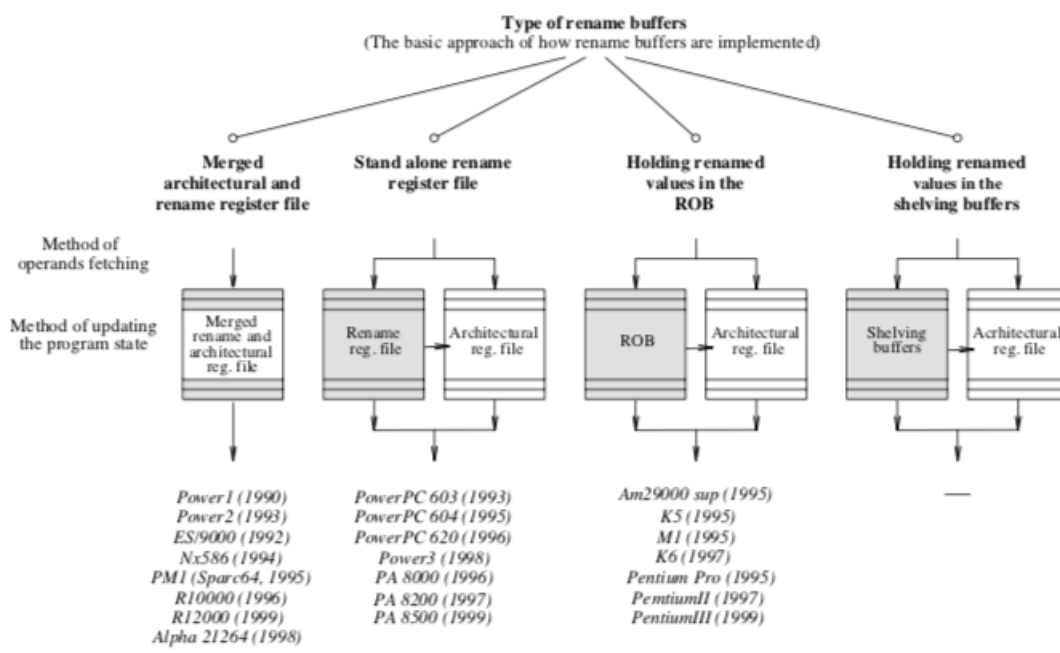 Type of rename buffers
(The basic approach of how rename buffers are implemented)
Merged
architectural and
rename register file
Stand alone rename
register file
Holding renamed
values in the
ROB
Holding renamed
values in the
shelving buffers
Method of
operands fetching
Method of updating
the program state
Merged
rename and
architectural
reg. file
Rename
reg. file
Architectural
reg. file
ROB
Architectural
reg. file
Shelving
buffers
Acrhitectural
reg. file
Power1 (1990)
Power2 (1993)
ES/9000 (1992)
Nx586 (1994)
PM1 (Sparc64, 1995)
R10000 (1996)
R12000 (1999)
Alpha 21264 (1998)
PowerPC 603 (1993)
PowerPC 604 (1995)
PowerPC 620 (1996)
Power3 (1998)
PA 8000 (1996)
PA 8200 (1997)
PA 8500 (1999)
Am29000 sup (1995)
K5 (1995)
M1 (1995)
K6 (1997)
Pentium Pro (1995)
PemtiumII (1997)
PentiumIII (1999)
—